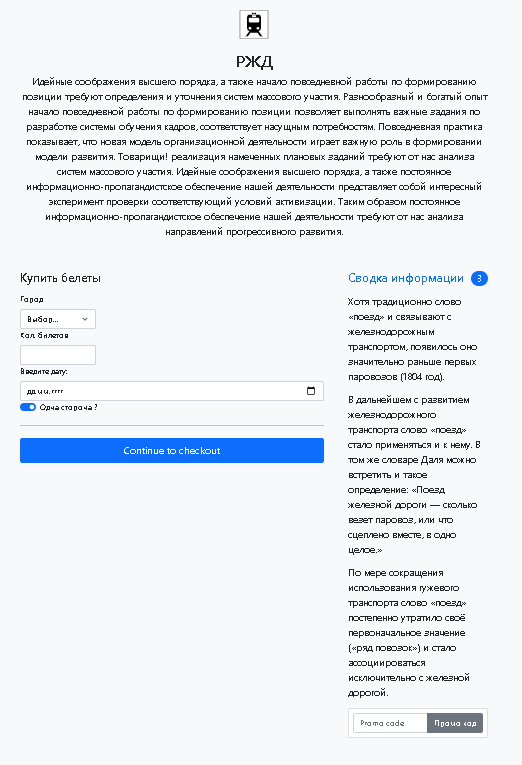 РЖД
Идейные соображения высшего порядка, а также начало повседневной работы по формированию
позиции требуют определения и уточнения систем массового участия. Разнообразный и богатый опыт
начало повседневной работы по формированию позиции позволяет выполнять важные задания по
разработке системы обучения кадров, соответствует насущным потребностям. Повседневная практика
показывает, что новая модель организационной деятельности играет важную роль в формировании
модели развития. Товарищи! реализация намеченных плановых заданий требуют от нас анализа
систем массового участия. Идейные соображения высшего порядка, а также постоянное
информационно-пропагандистское обеспечение нашей деятельности представляет собой интересный
эксперимент проверки соответствующий условий активизации. Таким образом постоянное
информационно-пропагандистское обеспечение нашей деятельности требуют от нас анализа
направлений прогрессивного развития.
Купить белеты
Город
Выбор...
Кол. билетов
Введите дату:
дд.мм.гггг
Одна сторона ?
Continue to checkout
Сводка информации 3
Хотя традиционно слово
«поезд» и связывают с
железнодорожным
транспортом, появилось оно
значительно раньше первых
паровозов (1804 год).
В дальнейшем с развитием
железнодорожного
транспорта слово «поезд»
стало применяться и к нему. В
том же словаре Даля можно
встретить и такое
определение: «Поезд
железной дороги — сколько
везет паровоз, или что
сцеплено вместе, в одно
целое.»
По мере сокращения
использования гужевого
транспорта слово «поезд»
постепенно утратило своё
первоначальное значение
(«ряд повозок») и стало
ассоциироваться
исключительно с железной
дорогой.
Promo code Промо код